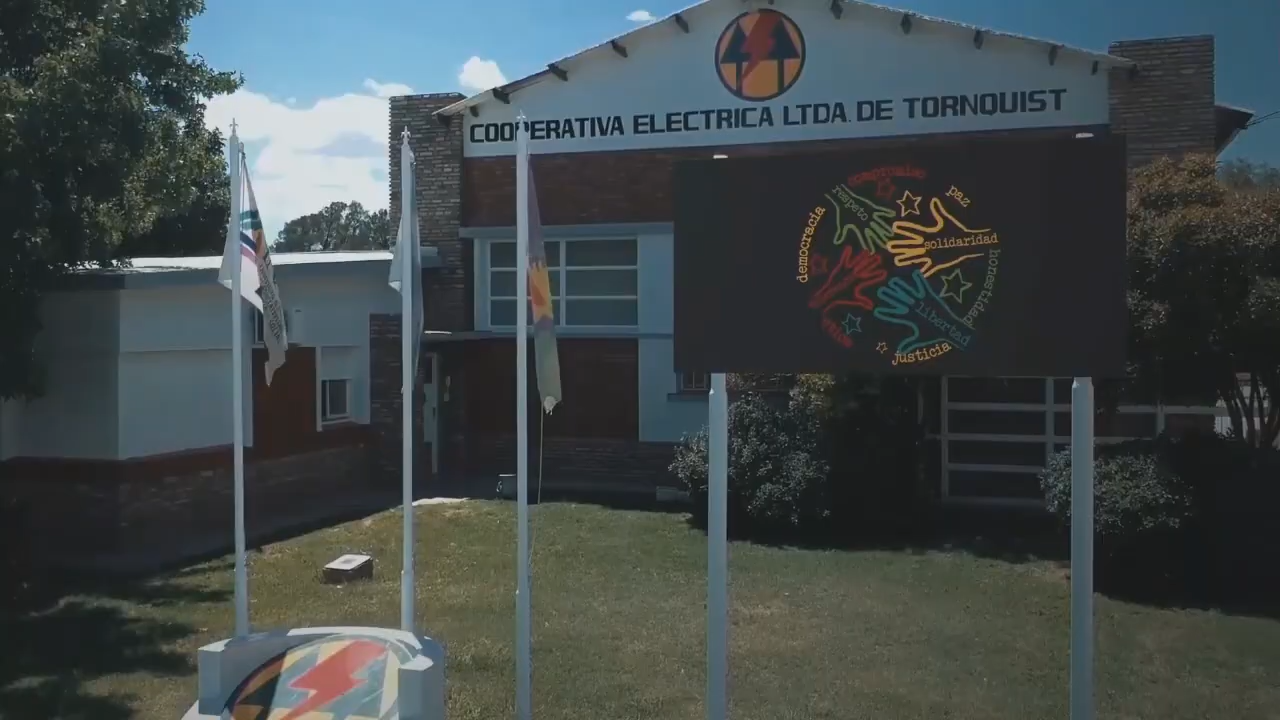 COOPERATIVA ELECTRICA LTDA. DE TORNQUIST
compromiso
respeto
paz
democracia
solidaridad
honestidad
libertad
justicia